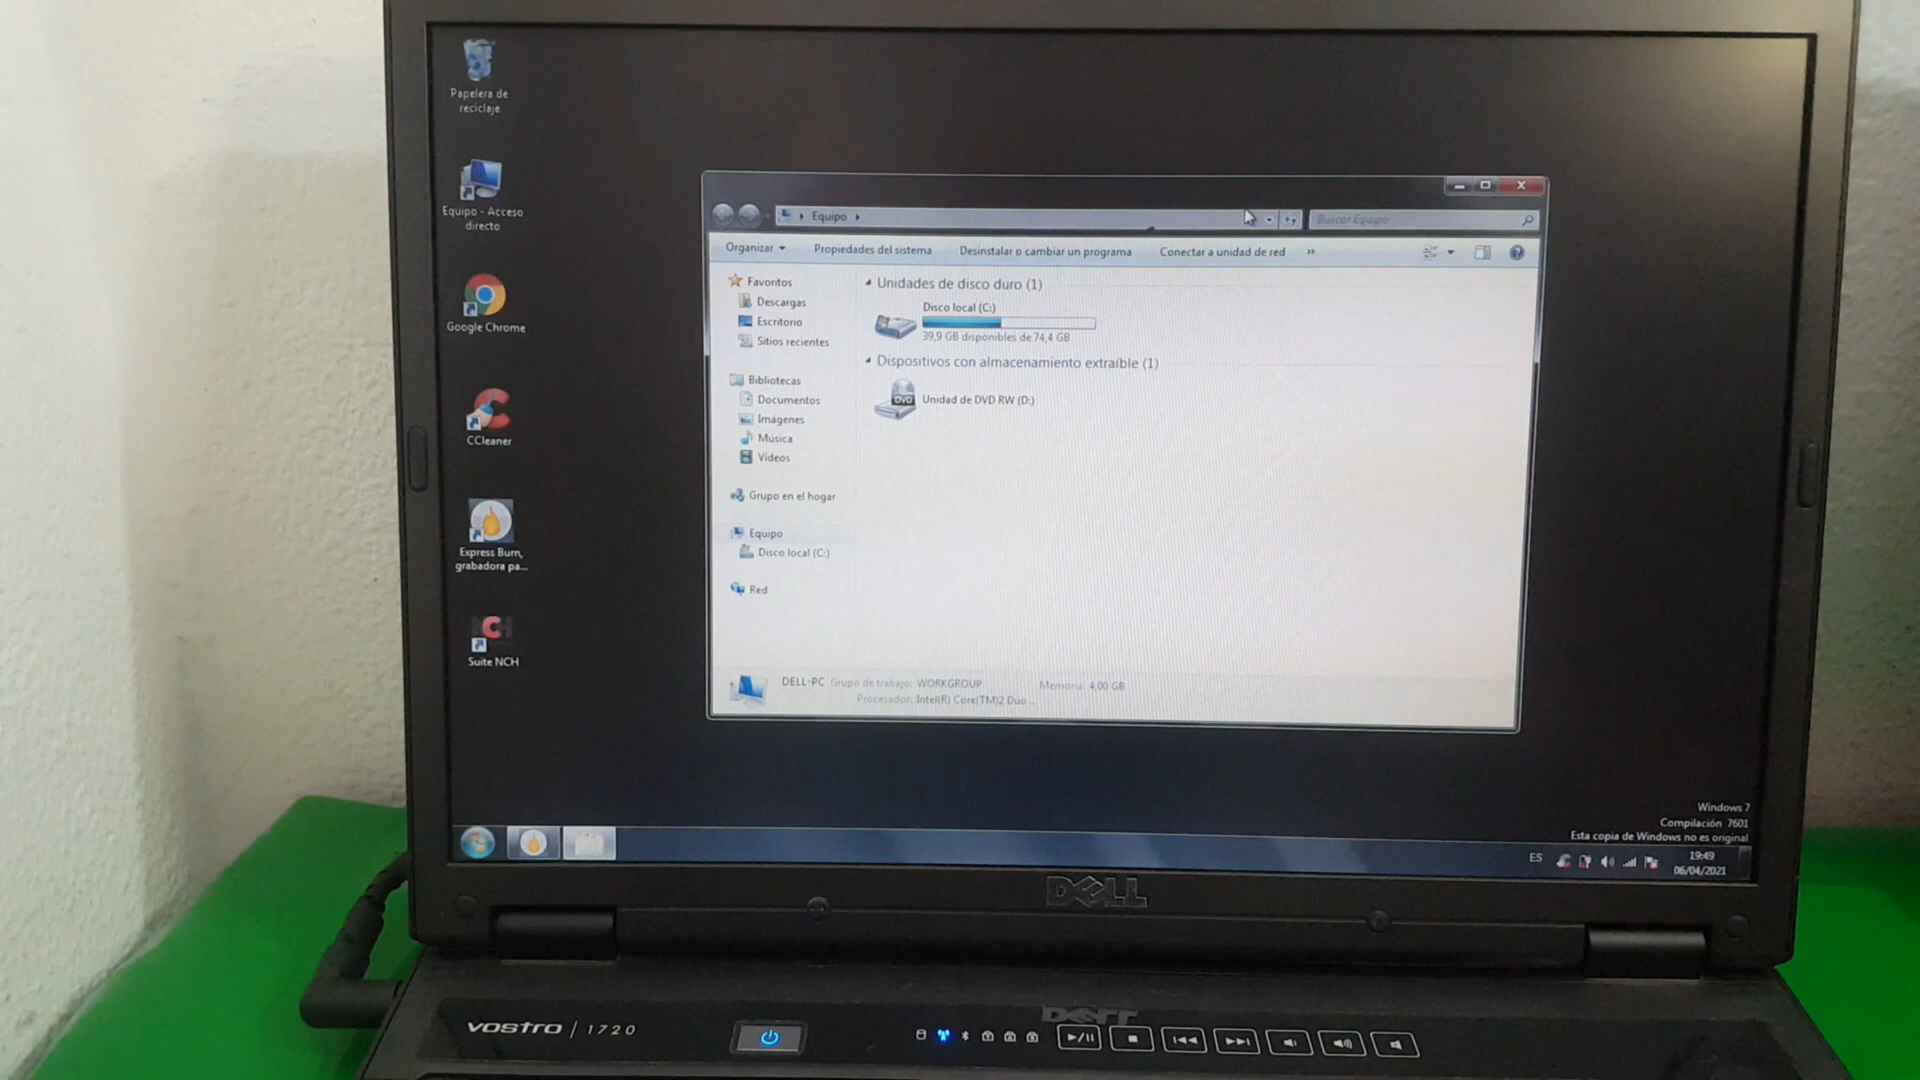 Papelera de
reciclaje
Equipo - Acceso
directo
Google Chrome
CCleaner
Express Burn,
grabadora pa...
Suite NCH
Equipo
Buscar Equipo
Organizar
Propiedades del sistema
Desinstalar o cambiar un programa
Conectar a unidad de red
»
Favoritos
Descargas
Escritorio
Sitios recientes
Bibliotecas
Documentos
Imágenes
Música
Vídeos
Grupo en el hogar
Equipo
Disco local (C:)
Red
Unidades de disco duro (1)
Disco local (C:)
39,9 GB disponibles de 74,4 GB
Dispositivos con almacenamiento extraíble (1)
DVD
Unidad de DVD RW (D:)
DELL-PC Grupo de trabajo: WORKGROUP Memoria: 4,00 GB
Procesador: Intel(R) Core(TM)2 Duo ...
Windows 7
Compilación 7601
Esta copia de Windows no es original
ES
19:49
06/04/2021
DELL
vostro | 1720